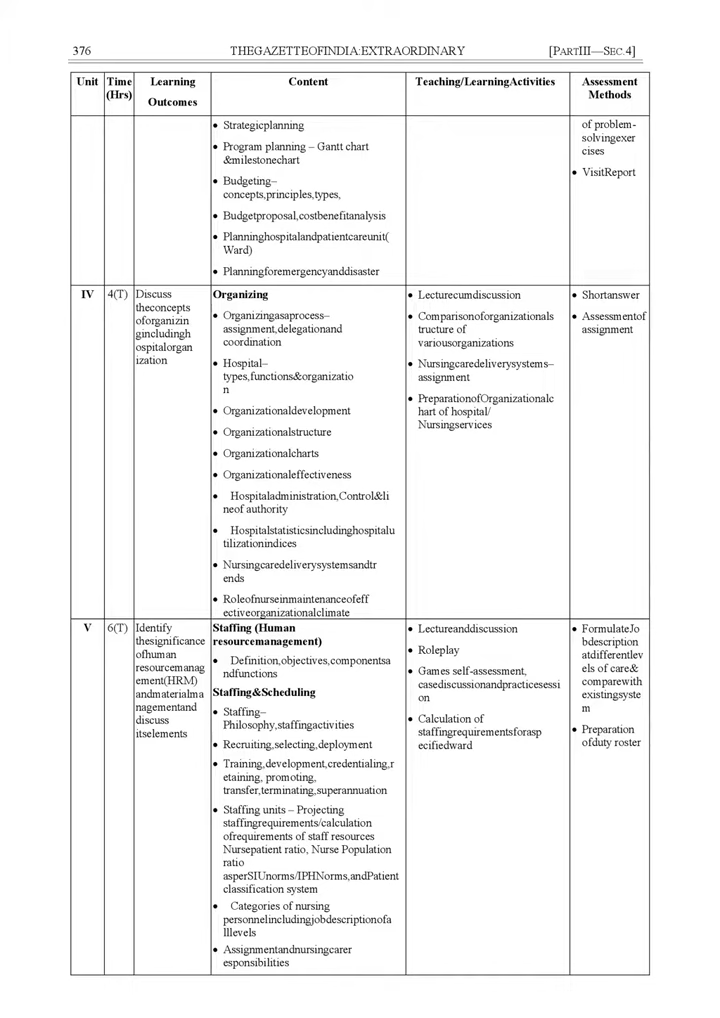 376 THEGAZETTEOFINDIA:EXTRAORDINARY [PARTIII—SEC.4]
Unit Time (Hrs) Learning Outcomes Content Teaching/LearningActivities Assessment Methods
• Strategicplanning
• Program planning – Gantt chart
&milestonechart
• Budgeting–
concepts,principles,types,
• Budgetproposal,costbenefitanalysis
• Planninghospitalandpatientcareunit(
Ward)
• Planningforemergencyanddisaster
of problem-
solvingexer
cises
• VisitReport
IV
4(T)
Discuss
theconcepts
oforganizin
gincludingh
ospitalorgan
ization
Organizing
• Organizingasaprocess–
assignment,delegationand
coordination
• Hospital–
types,functions&organizatio
n
• Organizationaldevelopment
• Organizationalstructure
• Organizationalcharts
• Organizationaleffectiveness
• Hospitaladministration,Control&li
neof authority
• Hospitalstatisticsincludinghospitalu
tilizationindices
• Nursingcaredeliverysystemsandtr
ends
• Roleofnurseinmaintenanceofeff
ectiveorganizationalclimate
• Lecturecumdiscussion
• Comparisonoforganizationals
tructure of
variousorganizations
• Nursingcaredeliverysystems–
assignment
• PreparationofOrganizationalc
hart of hospital/
Nursingservices
• Shortanswer
• Assessmentof
assignment
V
6(T)
Identify
thesignificance
ofhuman
resourcemanag
ement(HRM)
andmaterialma
nagementand
discuss
itselements
Staffing (Human
resourcemanagement)
• Definition,objectives,componentsa
ndfunctions
Staffing&Scheduling
• Staffing–
Philosophy,staffingactivities
• Recruiting,selecting,deployment
• Training,development,credentialing,r
etaining, promoting,
transfer,terminating,superannuation
• Staffing units – Projecting
staffingrequirements/calculation
ofrequirements of staff resources
Nursepatient ratio, Nurse Population
ratio
asperSIUnorms/IPHNorms,andPatient
classification system
• Categories of nursing
personnelincludingjobdescriptionofa
lllevels
• Assignmentandnursingcarer
esponsibilities
• Lectureanddiscussion
• Roleplay
• Games self-assessment,
casediscussionandpracticesessi
on
• Calculation of
staffingrequirementsforasp
ecifiedward
• FormulateJo
bdescription
atdifferentlev
els of care&
comparewith
existingsyste
m
• Preparation
ofduty roster